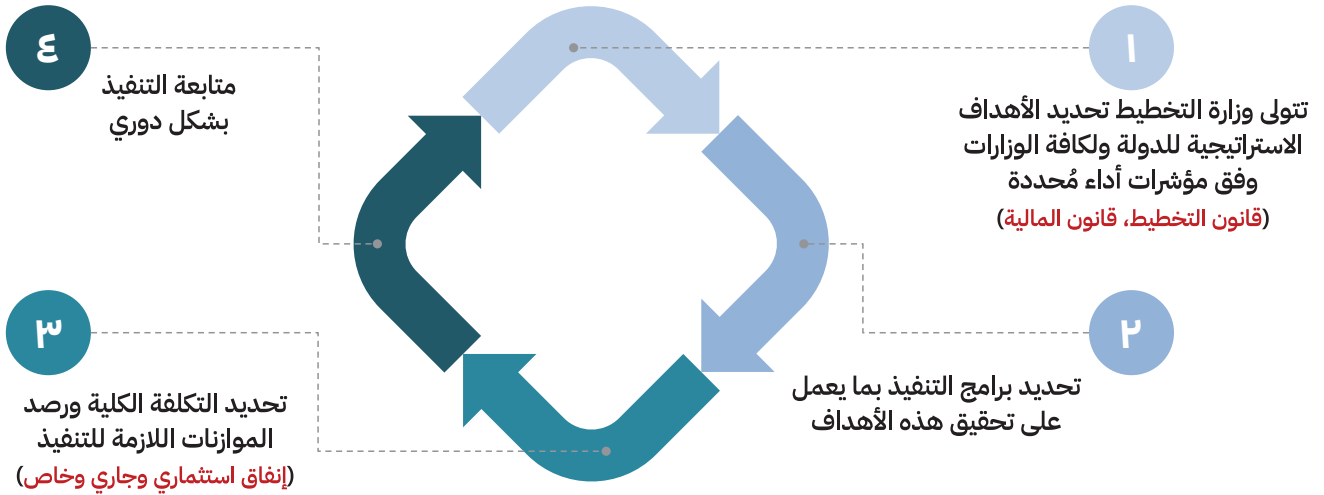 ١
تتولى وزارة التخطيط تحديد الأهداف
الاستراتيجية للدولة ولكافة الوزارات
وفق مؤشرات أداء مُحددة
(قانون التخطيط، قانون المالية)
٢
تحديد برامج التنفيذ بما يعمل
على تحقيق هذه الأهداف
٣
تحديد التكلفة الكلية ورصد
الموازنات اللازمة للتنفيذ
(إنفاق استثماري وجاري وخاص)
٤
متابعة التنفيذ
بشكل دوري